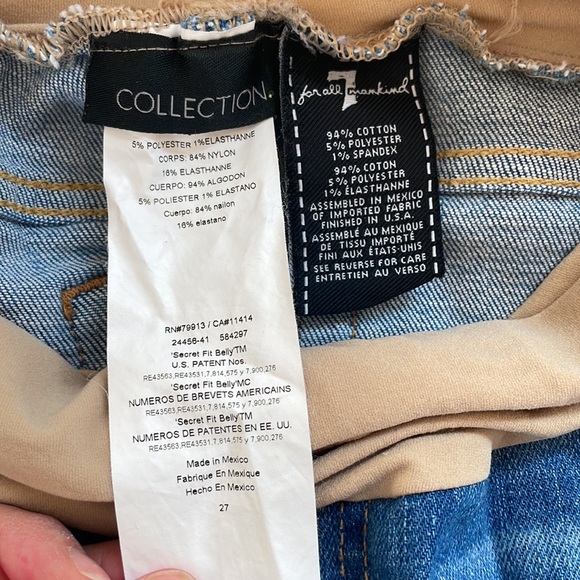 COLLECTION.
5% POLYESTER 1%ELASTHANNE
CORPS: 84% NYLON
16% ELASTHANNE
CUERPO: 94% ALGODON
5% POLIESTER 1% ELASTANO
Cuerpo: 84% nailon
16% elastano
RN#79913 / CA#11414
24456-41 584297
'Secret Fit Belly'TM
U.S. PATENT Nos.
RE43563,RE43531,7,814,575 y 7,900,276
'Secret Fit Belly'MC
NUMEROS DE BREVETS AMERICAINS
RE43563,RE43531,7,814,575 y 7,900,276
'Secret Fit Belly'TM
NUMEROS DE PATENTES EN EE. UU.
RE43563,RE43531,7,814,575 y 7,900,276
Made in Mexico
Fabrique En Mexique
Hecho En Mexico
27
7
for all mankind
94% COTTON
5% POLYESTER
1% SPANDEX
94% COTON
5% POLYESTER
1% ÉLASTHANNE
ASSEMBLED IN MEXICO
OF IMPORTED FABRIC
FINISHED IN U.S.A.
ASSEMBLÉ AU MEXIQUE
DE TISSU IMPORTÉ
FINI AUX ÉTATS-UNIS
SEE REVERSE FOR CARE
ENTRETIEN AU VERSO